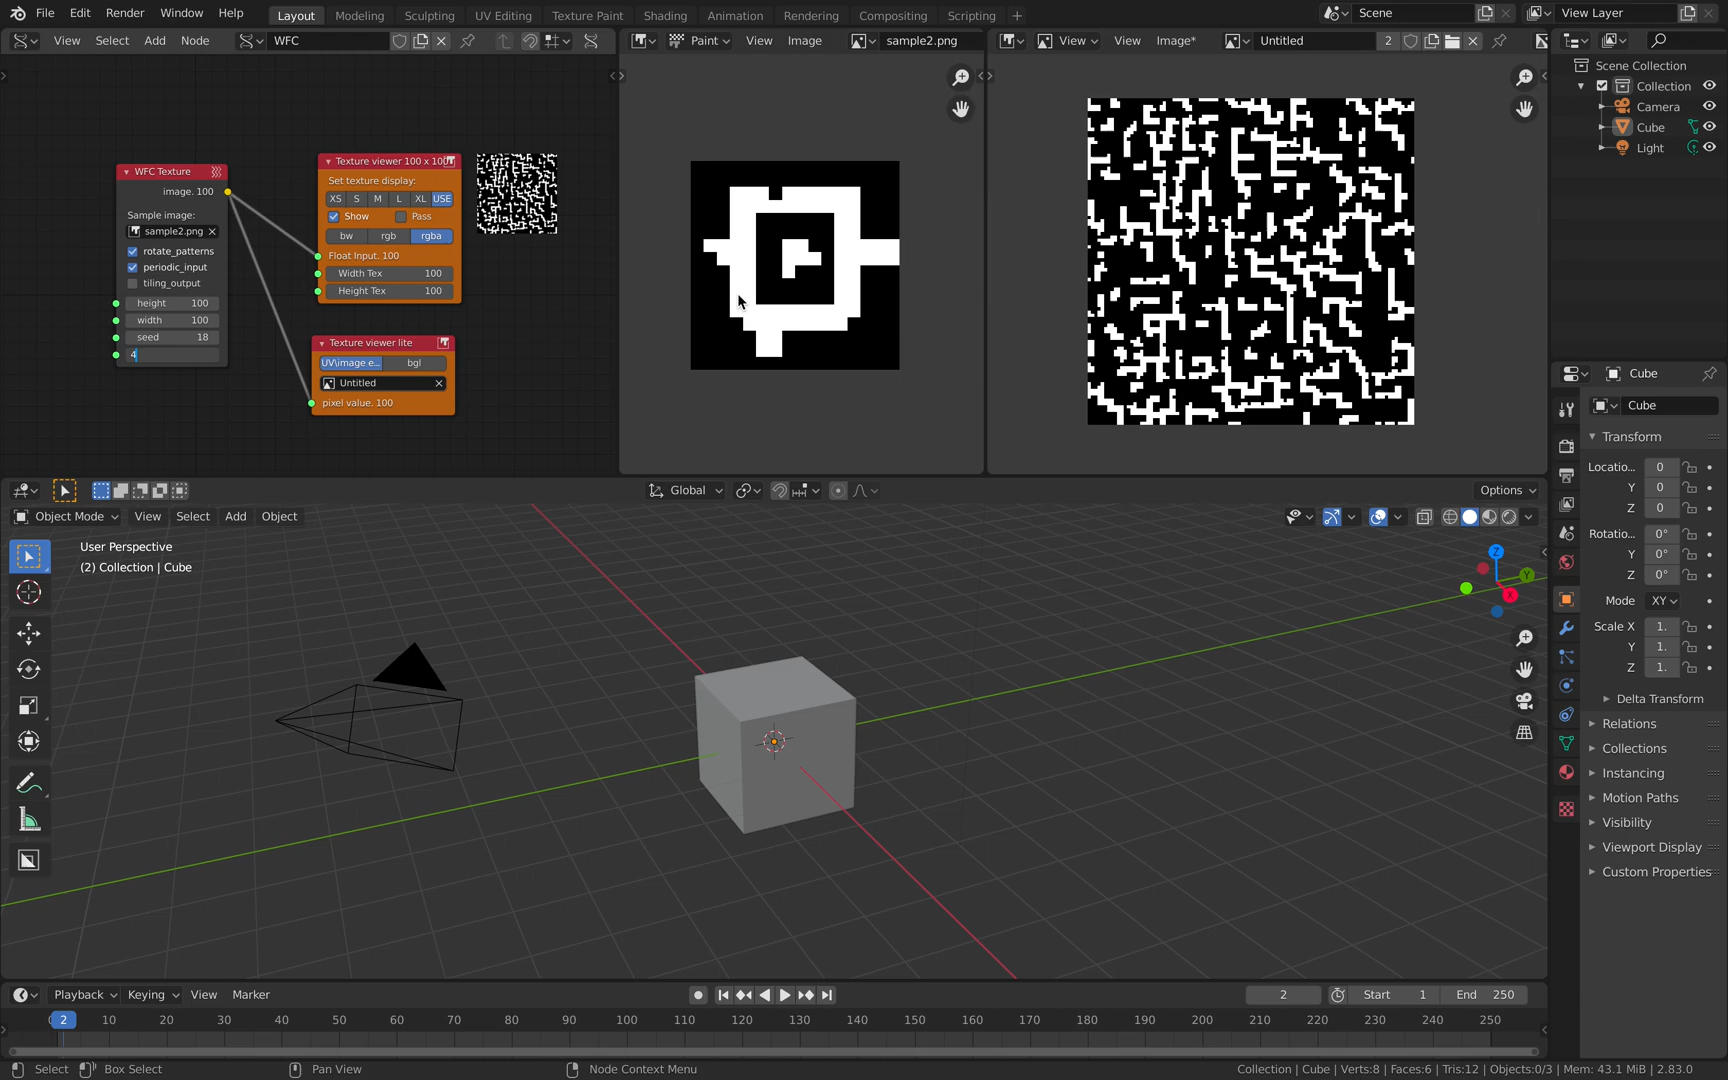 File Edit Render Window Help Layout Modeling Sculpting UV Editing Texture Paint Shading Animation Rendering Compositing Scripting Scene View Layer
View Select Add Node WFC
Paint View Image sample2.png
View View Image* Untitled 2
Scene Collection
Collection
Camera
Cube
Light
WFC Texture
image. 100
Sample image:
sample2.png
rotate_patterns
periodic_input
tiling_output
height 100
width 100
seed 18
4
Texture viewer 100 x 100
Set texture display:
XS S M L XL USE
Show Pass
bw rgb rgba
Float Input. 100
Width Tex 100
Height Tex 100
Texture viewer lite
UV\image e... bgl
Untitled
pixel value. 100
Global Options
Object Mode View Select Add Object
User Perspective
(2) Collection | Cube
Z
Y
X
Cube
Cube
Transform
Locatio... 0
Y 0
Z 0
Rotatio... 0°
Y 0°
Z 0°
Mode XY
Scale X 1.
Y 1.
Z 1.
Delta Transform
Relations
Collections
Instancing
Motion Paths
Visibility
Viewport Display
Custom Properties
Playback Keying View Marker 2 Start 1 End 250
2 10 20 30 40 50 60 70 80 90 100 110 120 130 140 150 160 170 180 190 200 210 220 230 240 250
Select Box Select Pan View Node Context Menu Collection | Cube | Verts:8 | Faces:6 | Tris:12 | Objects:0/3 | Mem: 43.1 MiB | 2.83.0